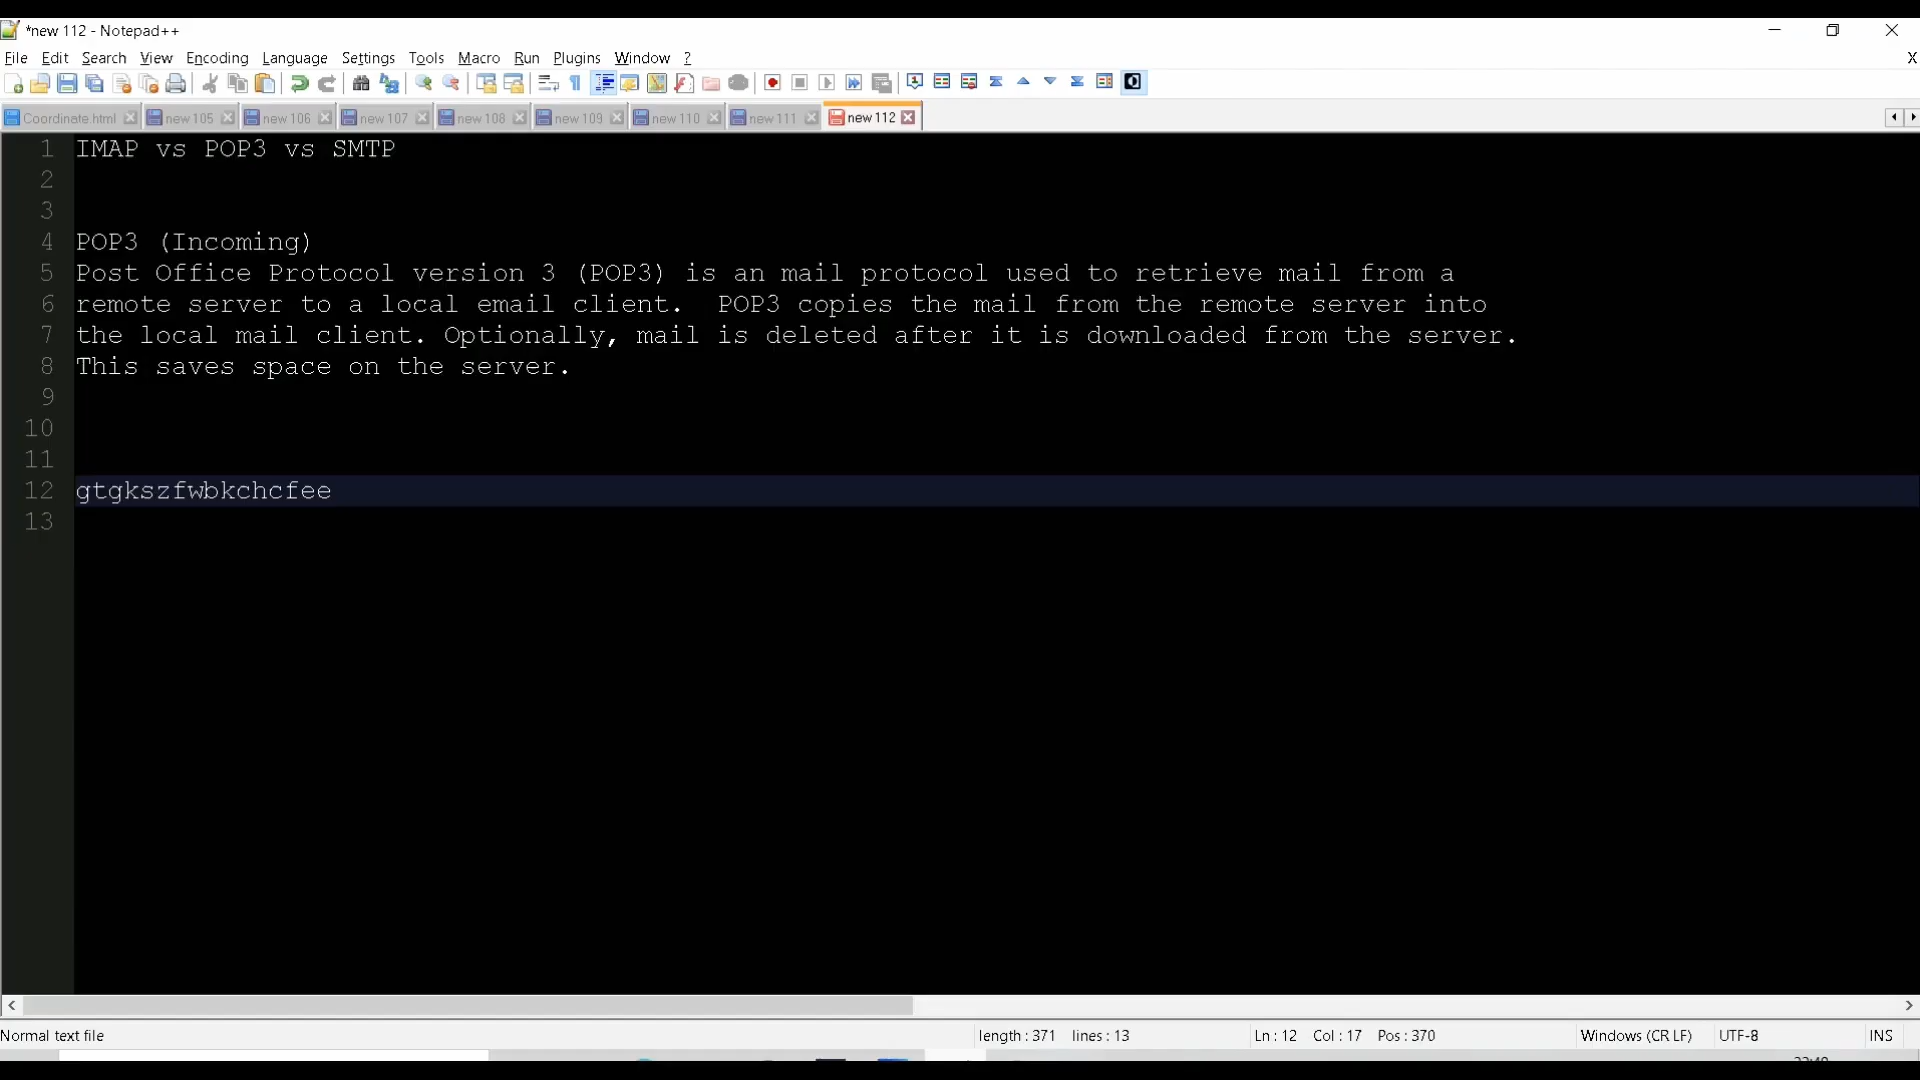 *new 112 - Notepad++
File Edit Search View Encoding Language Settings Tools Macro Run Plugins Window ? X
Coordinate.html new 105 new 106 new 107 new 108 new 109 new 110 new 111 new 112
1 IMAP vs POP3 vs SMTP
2
3
4 POP3 (Incoming)
5 Post Office Protocol version 3 (POP3) is an mail protocol used to retrieve mail from a
6 remote server to a local email client.  POP3 copies the mail from the remote server into
7 the local mail client. Optionally, mail is deleted after it is downloaded from the server.
8 This saves space on the server.
9
10
11
12 gtgkszfwbkchcfee
13
Normal text file length : 371 lines : 13 Ln : 12 Col : 17 Pos : 370 Windows (CR LF) UTF-8 INS